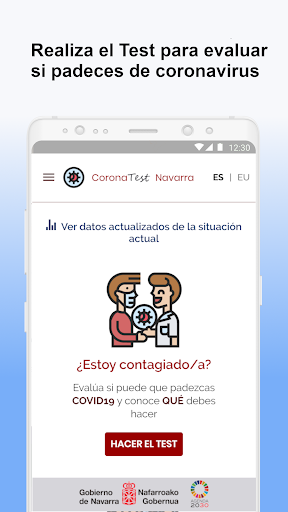 Realiza el Test para evaluar
si padeces de coronavirus
12:30
CoronaTest Navarra ES | EU
Ver datos actualizados de la situación
actual
¿Estoy contagiado/a?
Evalúa si puede que padezcas
COVID19 y conoce QUÉ debes
hacer
HACER EL TEST
Gobierno de Navarra
Nafarroako Gobernua
AGENDA
2030